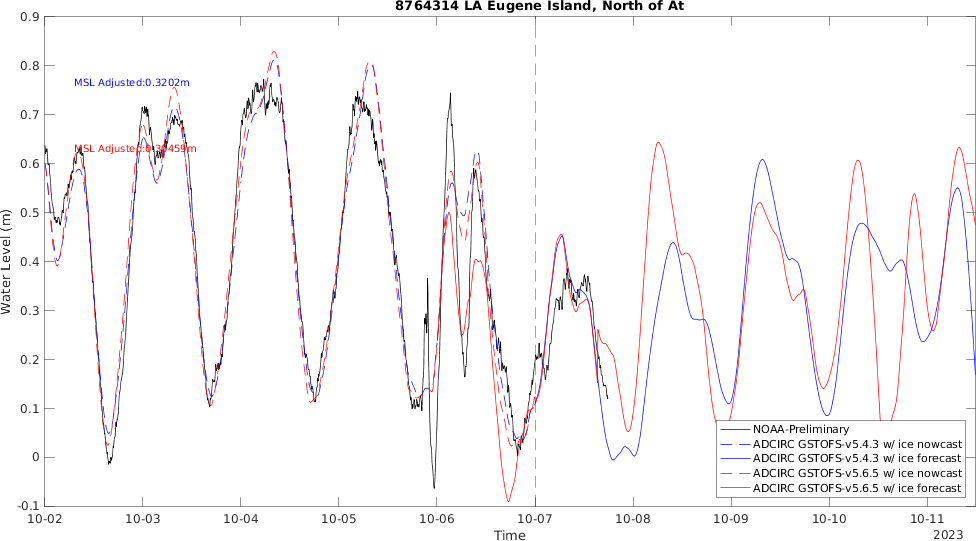 8764314 LA Eugene Island, North of At
0.9
0.8
0.7
0.6
0.5
0.4
0.3
0.2
0.1
0
-0.1
Water Level (m)
MSL Adjusted:0.3202m
MSL Adjusted:0.
NOAA-Preliminary
ADCIRC GSTOFS-v5.4.3 w/ ice nowcast
ADCIRC GSTOFS-v5.4.3 w/ ice forecast
ADCIRC GSTOFS-v5.6.5 w/ ice nowcast
ADCIRC GSTOFS-v5.6.5 w/ ice forecast
10-02 10-03 10-04 10-05 10-06 10-07 10-08 10-09 10-10 10-11
Time
2023